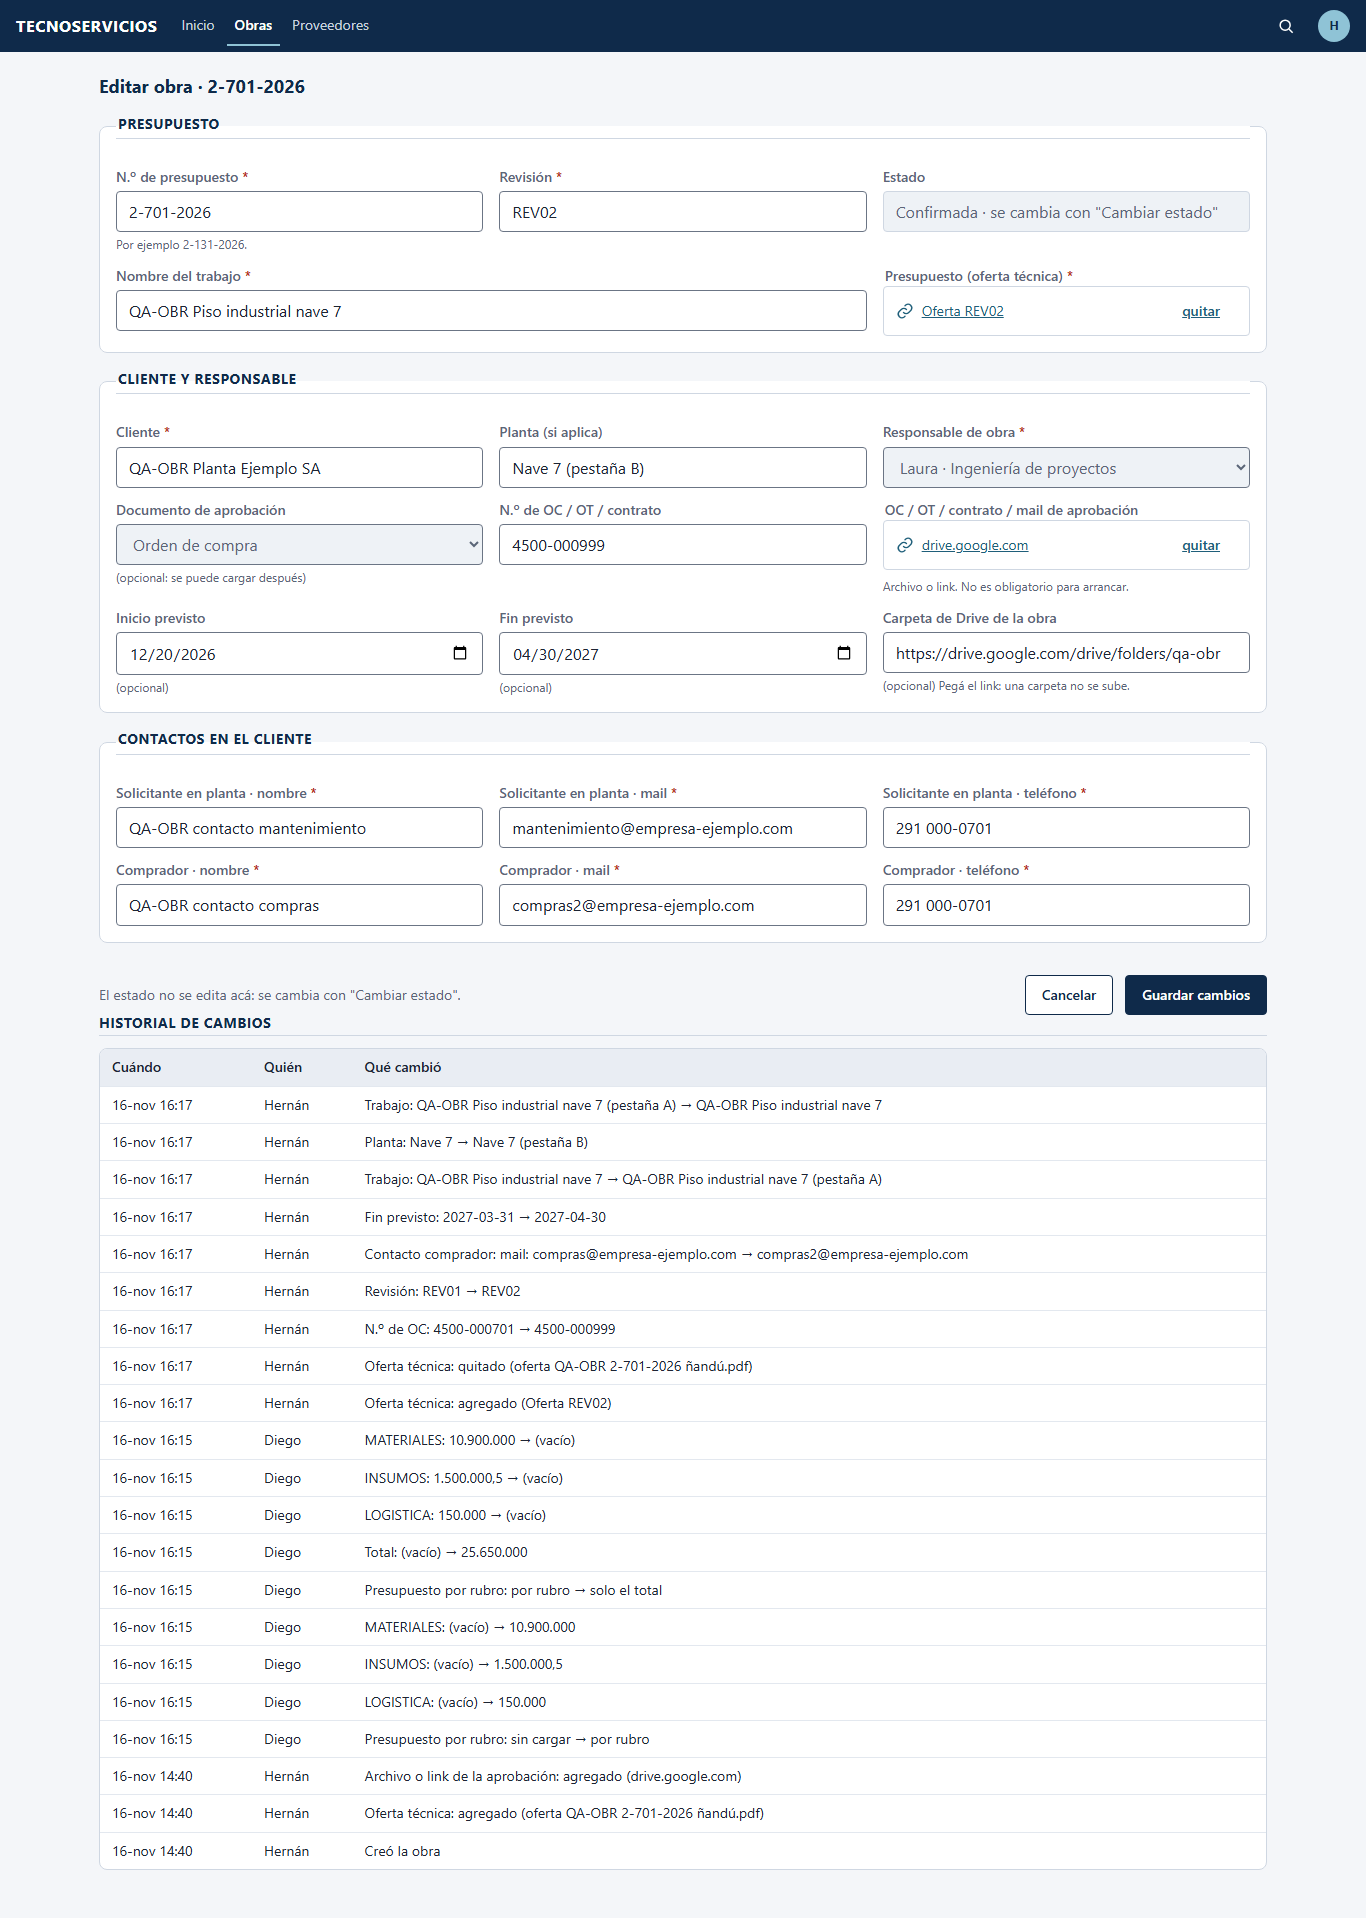 TECNOSERVICIOS Inicio Obras Proveedores H
Editar obra · 2-701-2026
PRESUPUESTO
N.º de presupuesto * Revisión * Estado
2-701-2026 REV02 Confirmada · se cambia con "Cambiar estado"
Por ejemplo 2-131-2026.
Nombre del trabajo * Presupuesto (oferta técnica) *
QA-OBR Piso industrial nave 7 Oferta REV02 quitar
CLIENTE Y RESPONSABLE
Cliente * Planta (si aplica) Responsable de obra *
QA-OBR Planta Ejemplo SA Nave 7 (pestaña B) Laura · Ingeniería de proyectos
Documento de aprobación N.º de OC / OT / contrato OC / OT / contrato / mail de aprobación
Orden de compra 4500-000999 drive.google.com quitar
(opcional: se puede cargar después) Archivo o link. No es obligatorio para arrancar.
Inicio previsto Fin previsto Carpeta de Drive de la obra
12/20/2026 04/30/2027 https://drive.google.com/drive/folders/qa-obr
(opcional) (opcional) (opcional) Pegá el link: una carpeta no se sube.
CONTACTOS EN EL CLIENTE
Solicitante en planta · nombre * Solicitante en planta · mail * Solicitante en planta · teléfono *
QA-OBR contacto mantenimiento mantenimiento@empresa-ejemplo.com 291 000-0701
Comprador · nombre * Comprador · mail * Comprador · teléfono *
QA-OBR contacto compras compras2@empresa-ejemplo.com 291 000-0701
El estado no se edita acá: se cambia con "Cambiar estado". Cancelar Guardar cambios
HISTORIAL DE CAMBIOS
Cuándo Quién Qué cambió
16-nov 16:17 Hernán Trabajo: QA-OBR Piso industrial nave 7 (pestaña A) → QA-OBR Piso industrial nave 7
16-nov 16:17 Hernán Planta: Nave 7 → Nave 7 (pestaña B)
16-nov 16:17 Hernán Trabajo: QA-OBR Piso industrial nave 7 → QA-OBR Piso industrial nave 7 (pestaña A)
16-nov 16:17 Hernán Fin previsto: 2027-03-31 → 2027-04-30
16-nov 16:17 Hernán Contacto comprador: mail: compras@empresa-ejemplo.com → compras2@empresa-ejemplo.com
16-nov 16:17 Hernán Revisión: REV01 → REV02
16-nov 16:17 Hernán N.º de OC: 4500-000701 → 4500-000999
16-nov 16:17 Hernán Oferta técnica: quitado (oferta QA-OBR 2-701-2026 ñandú.pdf)
16-nov 16:17 Hernán Oferta técnica: agregado (Oferta REV02)
16-nov 16:15 Diego MATERIALES: 10.900.000 → (vacío)
16-nov 16:15 Diego INSUMOS: 1.500.000,5 → (vacío)
16-nov 16:15 Diego LOGISTICA: 150.000 → (vacío)
16-nov 16:15 Diego Total: (vacío) → 25.650.000
16-nov 16:15 Diego Presupuesto por rubro: por rubro → solo el total
16-nov 16:15 Diego MATERIALES: (vacío) → 10.900.000
16-nov 16:15 Diego INSUMOS: (vacío) → 1.500.000,5
16-nov 16:15 Diego LOGISTICA: (vacío) → 150.000
16-nov 16:15 Diego Presupuesto por rubro: sin cargar → por rubro
16-nov 14:40 Hernán Archivo o link de la aprobación: agregado (drive.google.com)
16-nov 14:40 Hernán Oferta técnica: agregado (oferta QA-OBR 2-701-2026 ñandú.pdf)
16-nov 14:40 Hernán Creó la obra